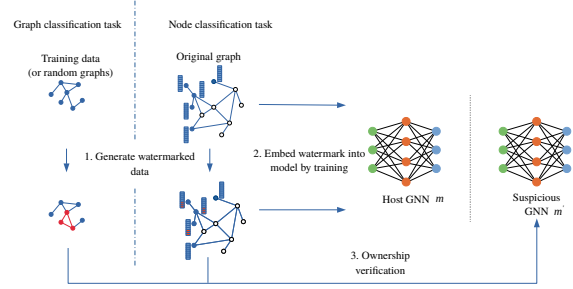 Graph classification task
Node classification task
Training data
(or random graphs)
Original graph
1. Generate watermarked
data
2. Embed watermark into
model by training
Host GNN m
Suspicious
GNN m'
3. Ownership
verification